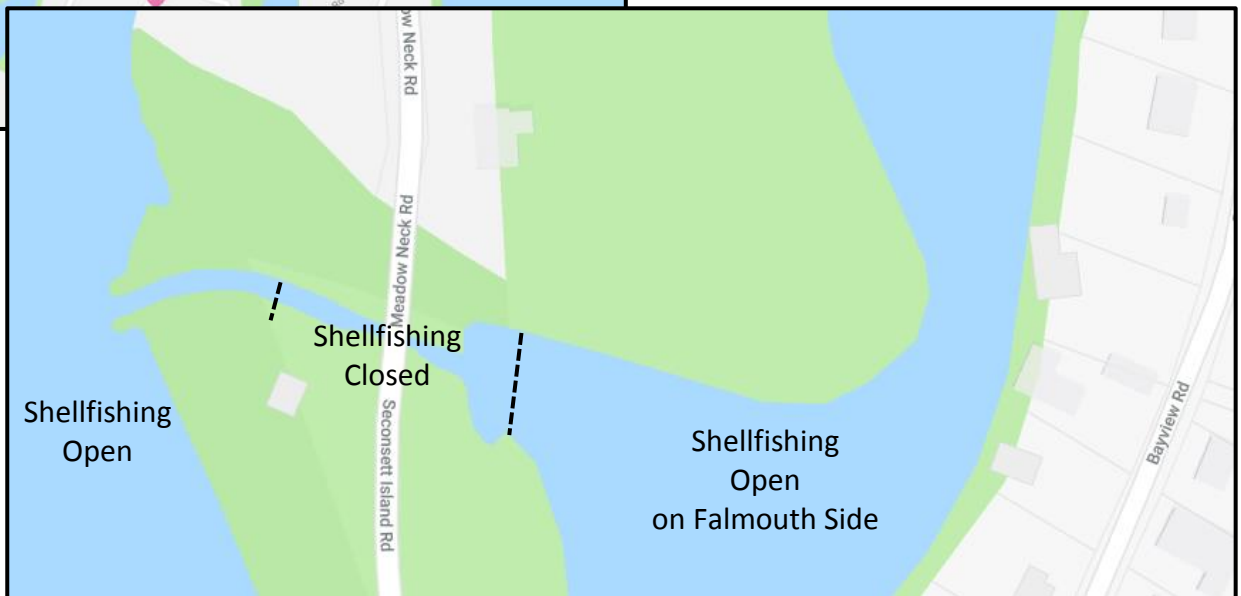 ow Neck Rd
Meadow Neck Rd
Shellfishing
Closed
Shellfishing
Open
Seconsett Island Rd
Shellfishing
Open
on Falmouth Side
Bayview Rd